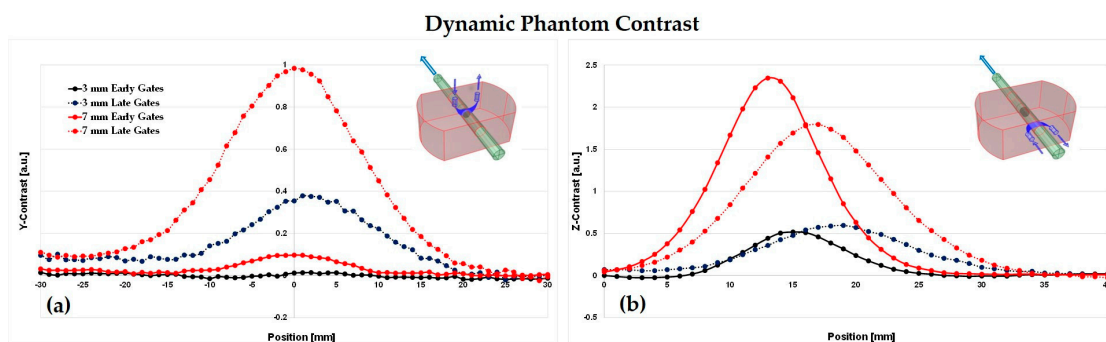 Dynamic Phantom Contrast
3 mm Early Gates
3 mm Late Gates
7 mm Early Gates
7 mm Late Gates
Y-Contrast [a.u.]
1
0.8
0.6
0.4
0.2
0
-0.2
-30 -25 -20 -15 -10 -5 0 5 10 15 20 25 30
(a)
Position [mm]
Z-Contrast [a.u.]
2.5
2
1.5
1
0.5
0
-0.5
0 5 10 15 20 25 30 35 40
(b)
Position [mm]